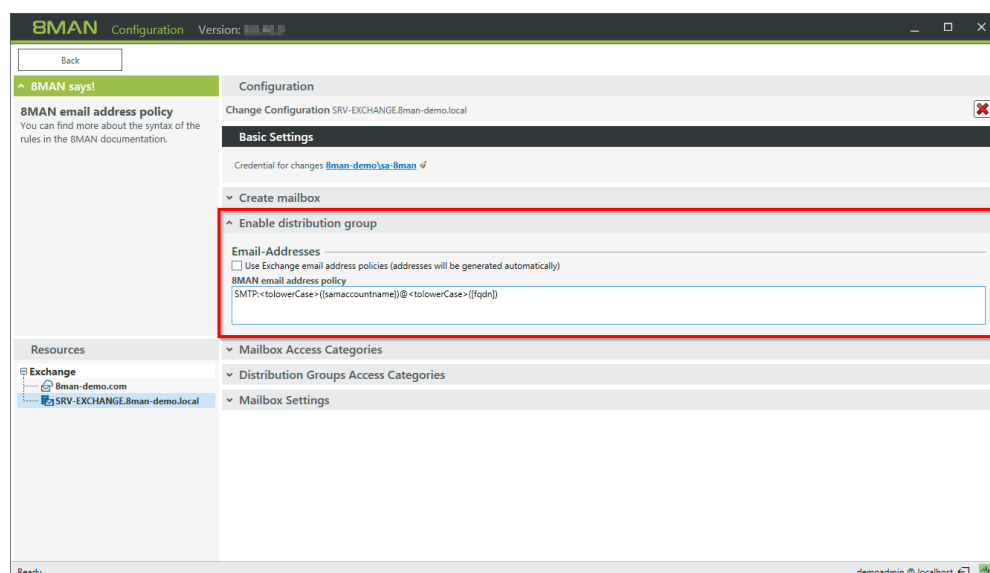 8MAN Configuration Version:
Back
^ 8MAN says!
8MAN email address policy
You can find more about the syntax of the
rules in the 8MAN documentation.
Configuration
Change Configuration SRV-EXCHANGE.8man-demo.local
Basic Settings
Credential for changes 8man-demo\sa-8man
Create mailbox
Enable distribution group
Email-Addresses
Use Exchange email address policies (addresses will be generated automatically)
8MAN email address policy
SMTP:<tolowerCase>({samaccountname})@<tolowerCase>({fqdn})
Mailbox Access Categories
Distribution Groups Access Categories
Mailbox Settings
Resources
Exchange
8man-demo.com
SRV-EXCHANGE.8man-demo.local
Ready
demoadmin @ localhost